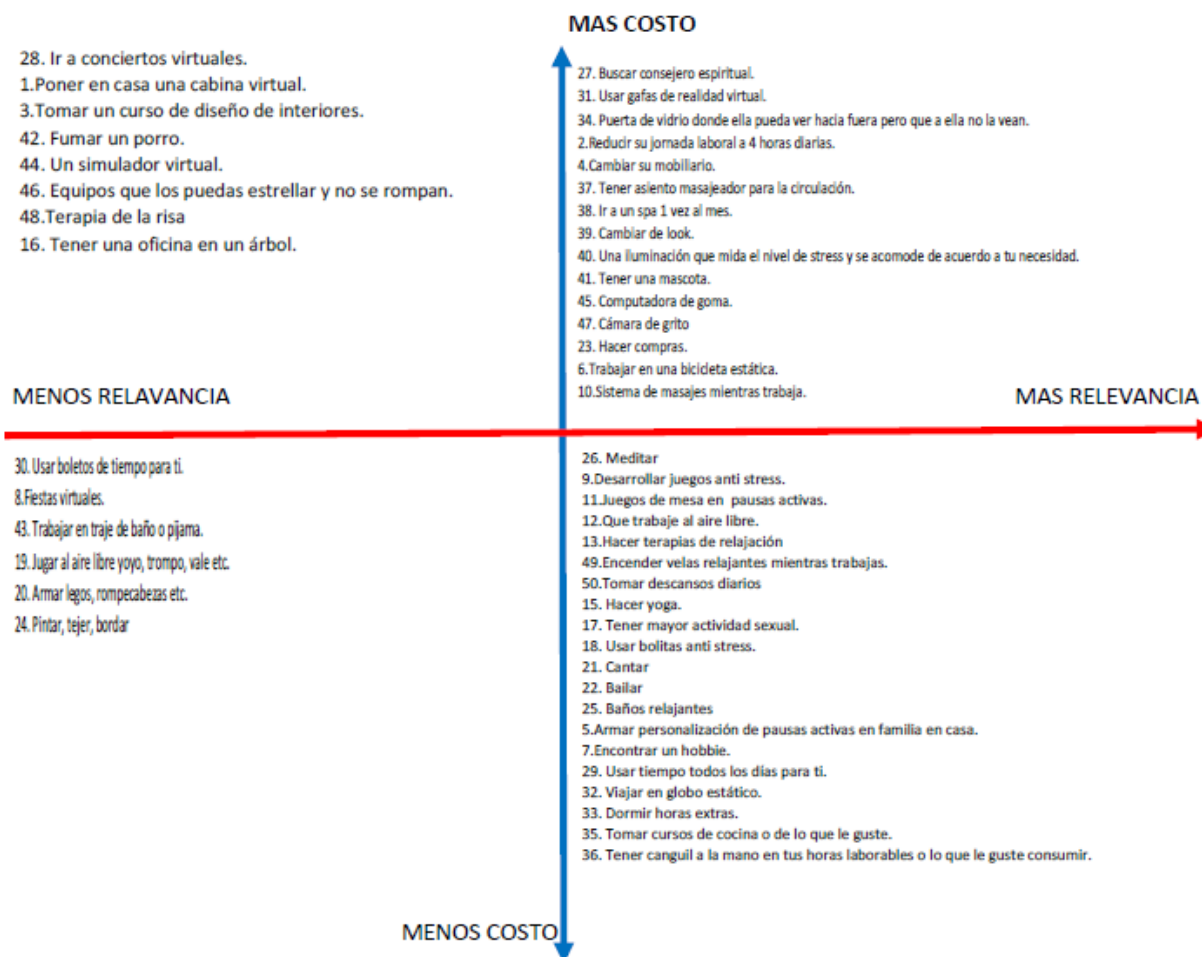 MAS COSTO
28. Ir a conciertos virtuales.
1.Poner en casa una cabina virtual.
3.Tomar un curso de diseño de interiores.
42. Fumar un porro.
44. Un simulador virtual.
46. Equipos que los puedas estrellar y no se rompan.
48.Terapia de la risa
16. Tener una oficina en un árbol.
27. Buscar consejero espiritual.
31. Usar gafas de realidad virtual.
34. Puerta de vidrio donde ella pueda ver hacia fuera pero que a ella no la vean.
2.Reducir su jornada laboral a 4 horas diarias.
4.Cambiar su mobiliario.
37. Tener asiento masajeador para la circulación.
38. Ir a un spa 1 vez al mes.
39. Cambiar de look.
40. Una iluminación que mida el nivel de stress y se acomode de acuerdo a tu necesidad.
41. Tener una mascota.
45. Computadora de goma.
47. Cámara de grito
23. Hacer compras.
6.Trabajar en una bicicleta estática.
10.Sistema de masajes mientras trabaja.
MENOS RELAVANCIA
MAS RELEVANCIA
30. Usar boletos de tiempo para ti.
8.Fiestas virtuales.
43. Trabajar en traje de baño o pijama.
19. Jugar al aire libre yoyo, trompo, vale etc.
20. Armar legos, rompecabezas etc.
24. Pintar, tejer, bordar
26. Meditar
9.Desarrollar juegos anti stress.
11.Juegos de mesa en pausas activas.
12.Que trabaje al aire libre.
13.Hacer terapias de relajación
49.Encender velas relajantes mientras trabajas.
50.Tomar descansos diarios
15. Hacer yoga.
17. Tener mayor actividad sexual.
18. Usar bolitas anti stress.
21. Cantar
22. Bailar
25. Baños relajantes
5.Armar personalización de pausas activas en familia en casa.
7.Encontrar un hobbie.
29. Usar tiempo todos los días para ti.
32. Viajar en globo estático.
33. Dormir horas extras.
35. Tomar cursos de cocina o de lo que le guste.
36. Tener canguil a la mano en tus horas laborables o lo que le guste consumir.
MENOS COSTO